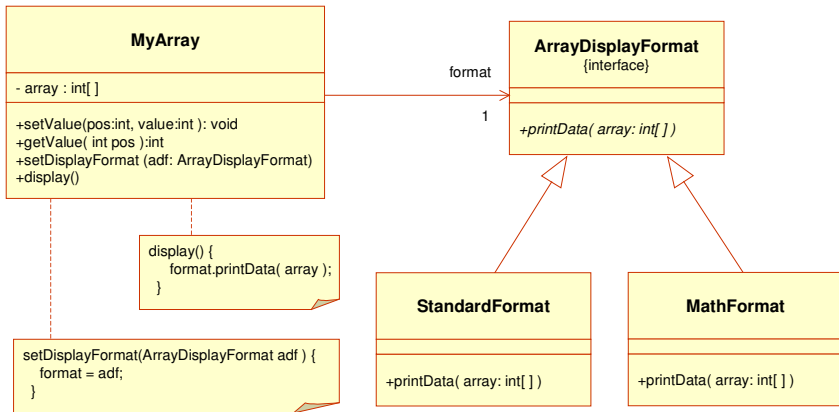 MyArray
- array : int[ ]
+setValue(pos:int, value:int ): void
+getValue( int pos ):int
+setDisplayFormat (adf: ArrayDisplayFormat)
+display()
format
1
ArrayDisplayFormat
{interface}
+printData( array: int[ ] )
display() {
format.printData( array );
}
setDisplayFormat(ArrayDisplayFormat adf ) {
format = adf;
}
StandardFormat
+printData( array: int[ ] )
MathFormat
+printData( array: int[ ] )